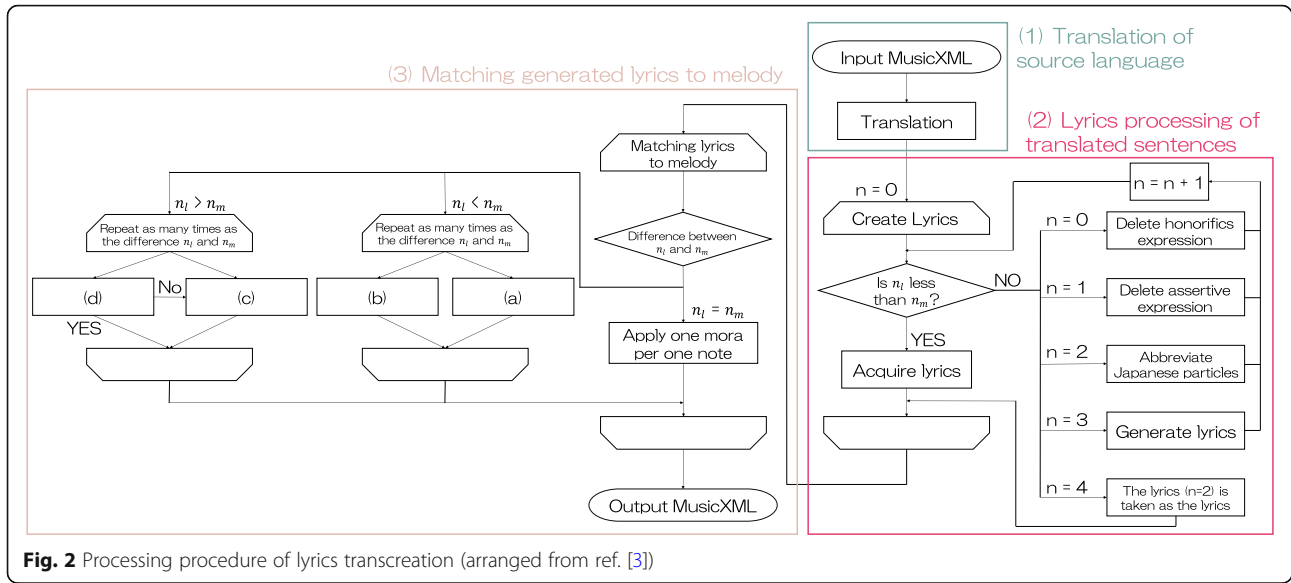 (1) Translation of
source language
Input MusicXML
Translation
(2) Lyrics processing of
translated sentences
n = 0
Create Lyrics
Is n_l less
than n_m?
NO
YES
Acquire lyrics
n = n + 1
n = 0
Delete honorifics
expression
n = 1
Delete assertive
expression
n = 2
Abbreviate
Japanese particles
n = 3
Generate lyrics
n = 4
The lyrics (n=2) is
taken as the lyrics
(3) Matching generated lyrics to melody
Matching lyrics
to melody
Difference between
n_l and n_m
n_l > n_m
Repeat as many times as
the difference n_l and n_m
(d)
No
(c)
YES
n_l < n_m
Repeat as many times as
the difference n_l and n_m
(b)
(a)
n_l = n_m
Apply one mora
per one note
Output MusicXML
Fig. 2 Processing procedure of lyrics transcreation (arranged from ref. [3])